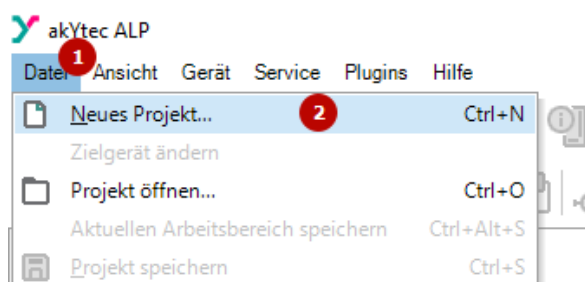 akYtec ALP
1
Datei Ansicht Gerät Service Plugins Hilfe
Neues Projekt... 2 Ctrl+N
Zielgerät ändern
Projekt öffnen... Ctrl+O
Aktuellen Arbeitsbereich speichern Ctrl+Alt+S
Projekt speichern Ctrl+S